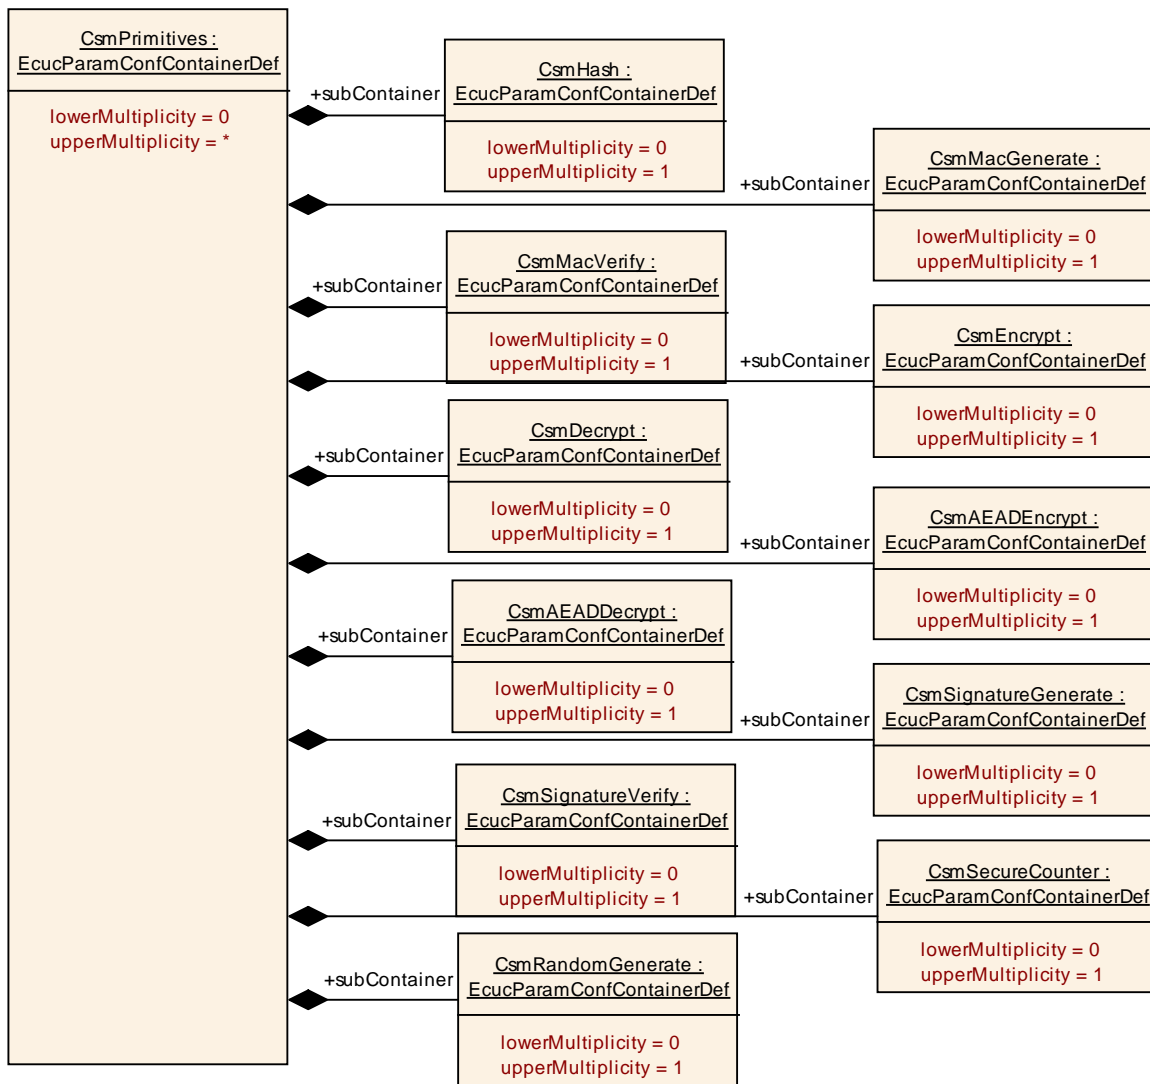 CsmPrimitives :
EcucParamConfContainerDef
lowerMultiplicity = 0
upperMultiplicity = *
+subContainer
CsmHash :
EcucParamConfContainerDef
lowerMultiplicity = 0
upperMultiplicity = 1
+subContainer
CsmMacGenerate :
EcucParamConfContainerDef
lowerMultiplicity = 0
upperMultiplicity = 1
+subContainer
CsmMacVerify :
EcucParamConfContainerDef
lowerMultiplicity = 0
upperMultiplicity = 1
+subContainer
CsmEncrypt :
EcucParamConfContainerDef
lowerMultiplicity = 0
upperMultiplicity = 1
+subContainer
CsmDecrypt :
EcucParamConfContainerDef
lowerMultiplicity = 0
upperMultiplicity = 1
+subContainer
CsmAEADEncrypt :
EcucParamConfContainerDef
lowerMultiplicity = 0
upperMultiplicity = 1
+subContainer
CsmAEADDecrypt :
EcucParamConfContainerDef
lowerMultiplicity = 0
upperMultiplicity = 1
+subContainer
CsmSignatureGenerate :
EcucParamConfContainerDef
lowerMultiplicity = 0
upperMultiplicity = 1
+subContainer
CsmSignatureVerify :
EcucParamConfContainerDef
lowerMultiplicity = 0
upperMultiplicity = 1
+subContainer
CsmSecureCounter :
EcucParamConfContainerDef
lowerMultiplicity = 0
upperMultiplicity = 1
+subContainer
CsmRandomGenerate :
EcucParamConfContainerDef
lowerMultiplicity = 0
upperMultiplicity = 1